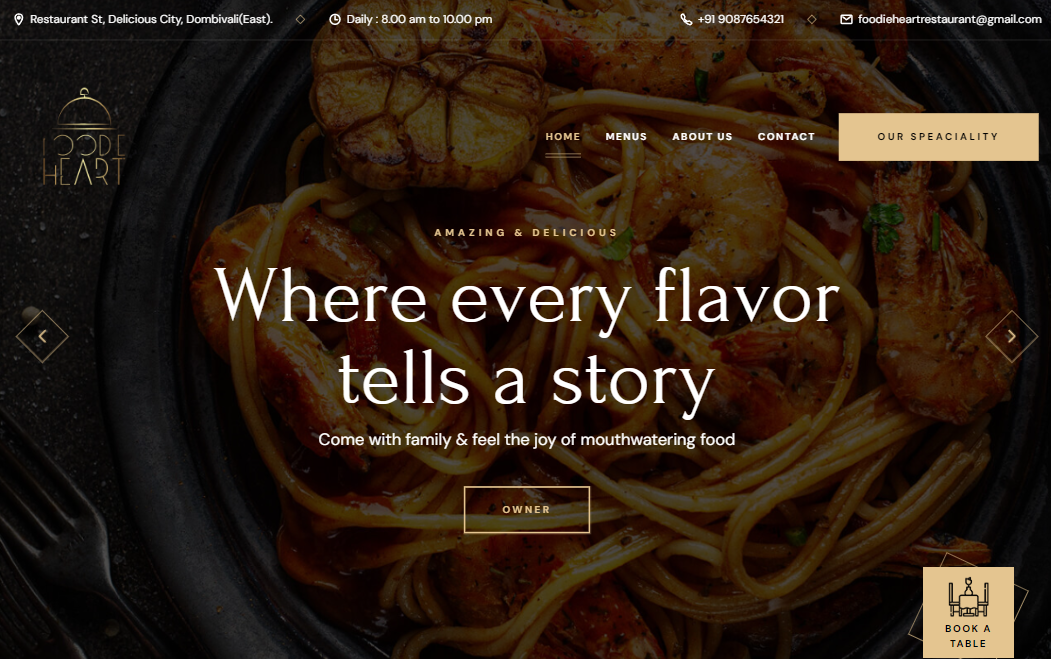 Restaurant St, Delicious City, Dombivali(East).
Daily : 8.00 am to 10.00 pm
+91 9087654321
foodieheartrestaurant@gmail.com
FOODIE
HEART
HOME
MENUS
ABOUT US
CONTACT
OUR SPEACIALITY
AMAZING & DELICIOUS
Where every flavor
tells a story
Come with family & feel the joy of mouthwatering food
OWNER
BOOK A
TABLE